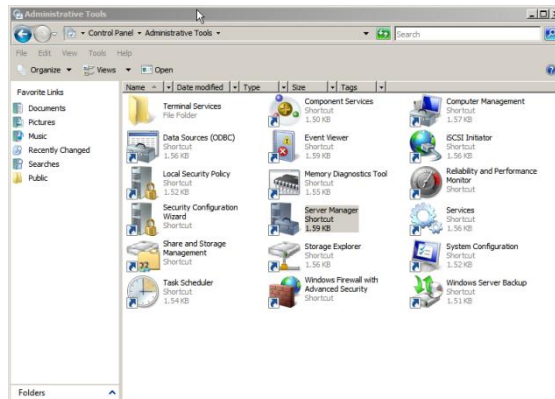 Administrative Tools
Control Panel Administrative Tools Search
File Edit View Tools Help
Organize Views Open
Favorite Links
Documents
Pictures
Music
Recently Changed
Searches
Public
Folders
Name Date modified Type Size Tags
Terminal Services
File Folder
Component Services
Shortcut
1.50 KB
Computer Management
Shortcut
1.57 KB
Data Sources (ODBC)
Shortcut
1.56 KB
Event Viewer
Shortcut
1.59 KB
iSCSI Initiator
Shortcut
1.56 KB
Local Security Policy
Shortcut
1.52 KB
Memory Diagnostics Tool
Shortcut
1.55 KB
Reliability and Performance
Monitor
Shortcut
Security Configuration
Wizard
Shortcut
Server Manager
Shortcut
1.59 KB
Services
Shortcut
1.56 KB
Share and Storage
Management
Shortcut
Storage Explorer
Shortcut
1.56 KB
System Configuration
Shortcut
1.52 KB
Task Scheduler
Shortcut
1.54 KB
Windows Firewall with
Advanced Security
Shortcut
Windows Server Backup
Shortcut
1.51 KB